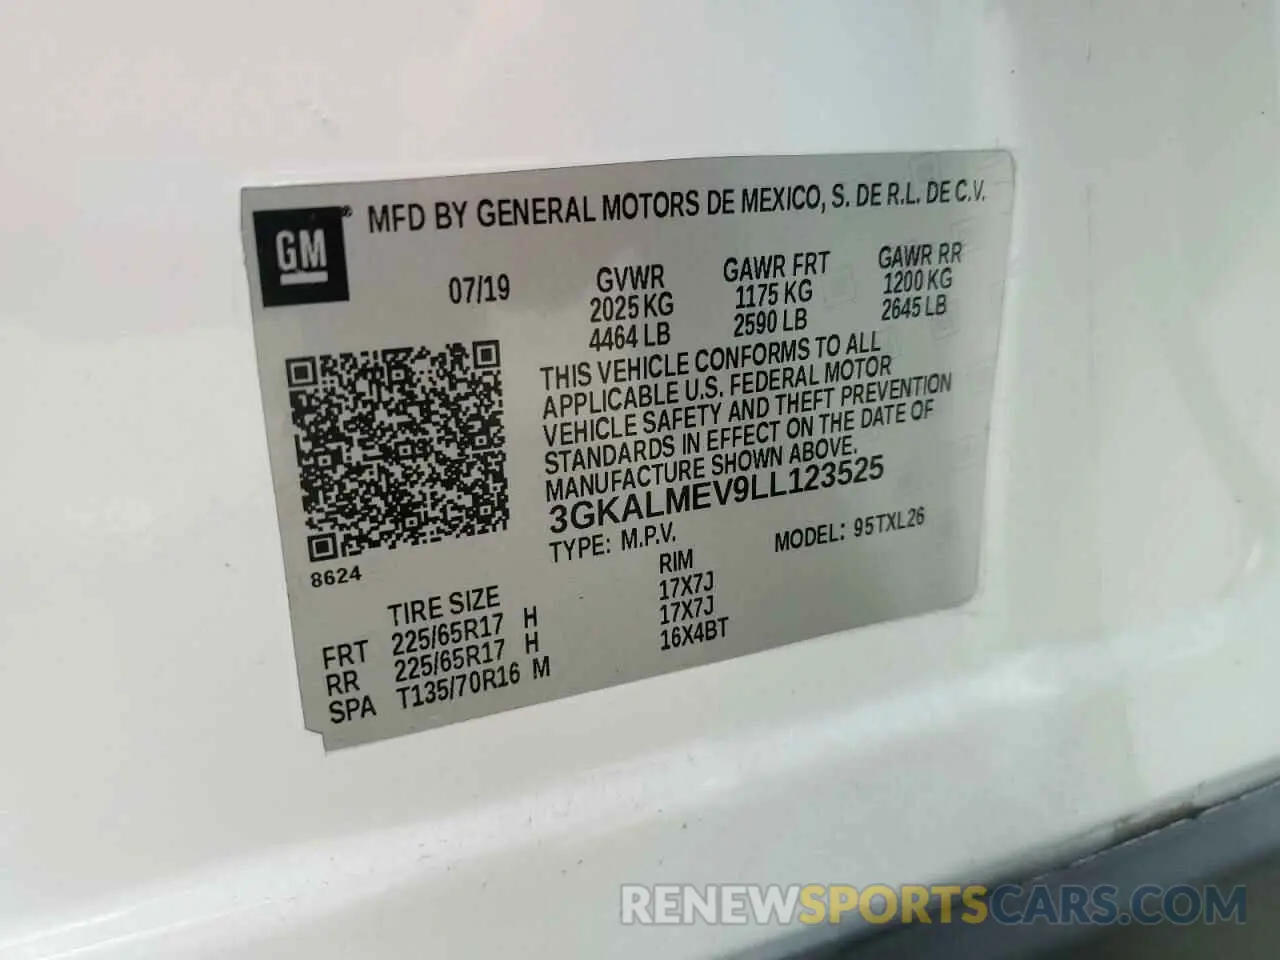 GM® MFD BY GENERAL MOTORS DE MEXICO, S. DE R.L. DE C.V.
07/19 GVWR GAWR FRT GAWR RR
2025 KG 1175 KG 1200 KG
4464 LB 2590 LB 2645 LB
THIS VEHICLE CONFORMS TO ALL
APPLICABLE U.S. FEDERAL MOTOR
VEHICLE SAFETY AND THEFT PREVENTION
STANDARDS IN EFFECT ON THE DATE OF
MANUFACTURE SHOWN ABOVE.
3GKALMEV9LL123525
TYPE: M.P.V. MODEL: 95TXL26
8624
TIRE SIZE RIM
FRT 225/65R17 H 17X7J
RR 225/65R17 H 17X7J
SPA T135/70R16 M 16X4BT
RENEWSPORTSCARS.COM